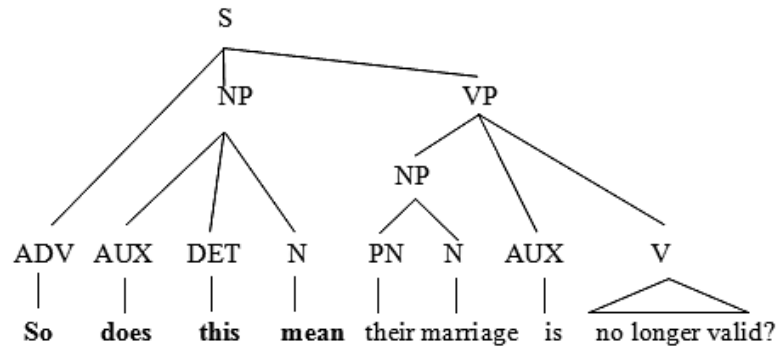 S
NP VP
NP
ADV AUX DET N PN N AUX V
So does this mean their marriage is no longer valid?